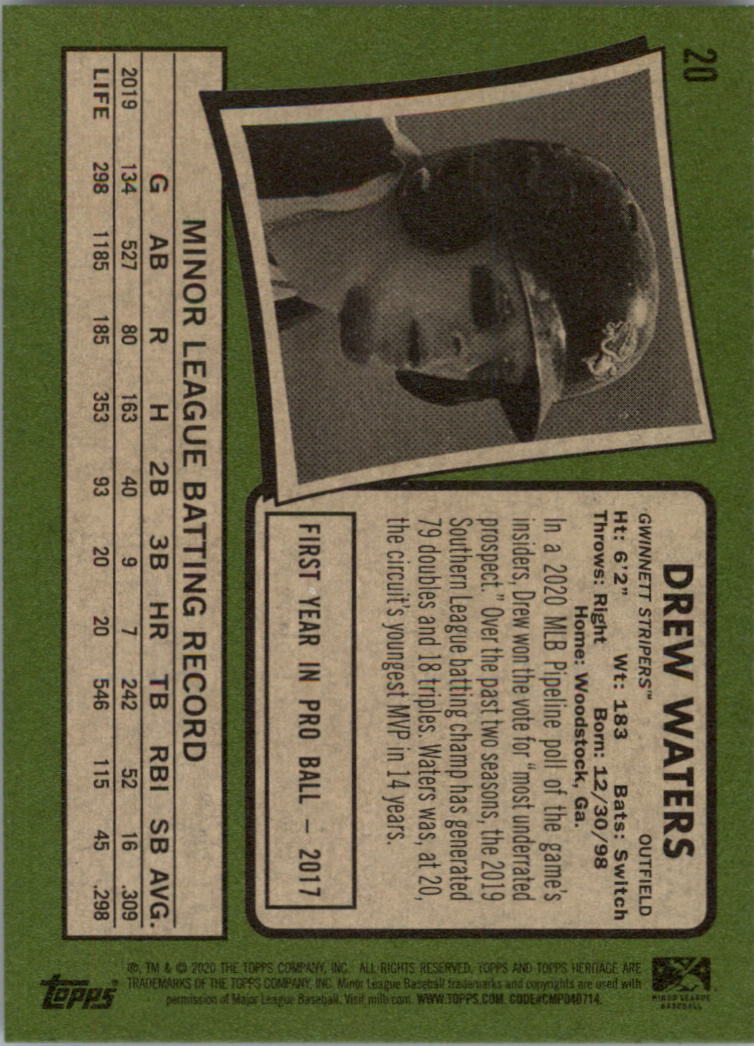 20
DREW WATERS
GWINNETT STRIPERS™ OUTFIELD
Ht: 6'2" Wt: 183 Bats: Switch
Throws: Right Born: 12/30/98
Home: Woodstock, Ga.
In a 2020 MLB Pipeline poll of the game's
insiders, Drew won the vote for "most underrated
prospect." Over the past two seasons, the 2019
Southern League batting champ has generated
79 doubles and 18 triples. Waters was, at 20,
the circuit's youngest MVP in 14 years.
FIRST YEAR IN PRO BALL – 2017
MINOR LEAGUE BATTING RECORD
G AB R H 2B 3B HR TB RBI SB AVG.
2019 134 527 80 163 40 9 7 242 52 16 .309
LIFE 298 1185 185 353 93 20 20 546 115 45 .298
MINOR LEAGUE
BASEBALL
®, TM & © 2020 THE TOPPS COMPANY, INC. ALL RIGHTS RESERVED. TOPPS AND TOPPS HERITAGE ARE
TRADEMARKS OF THE TOPPS COMPANY, INC. Minor League Baseball trademarks and copyrights are used with
permission of Major League Baseball. Visit milb.com. WWW.TOPPS.COM. CODE#CMP040714.
topps®